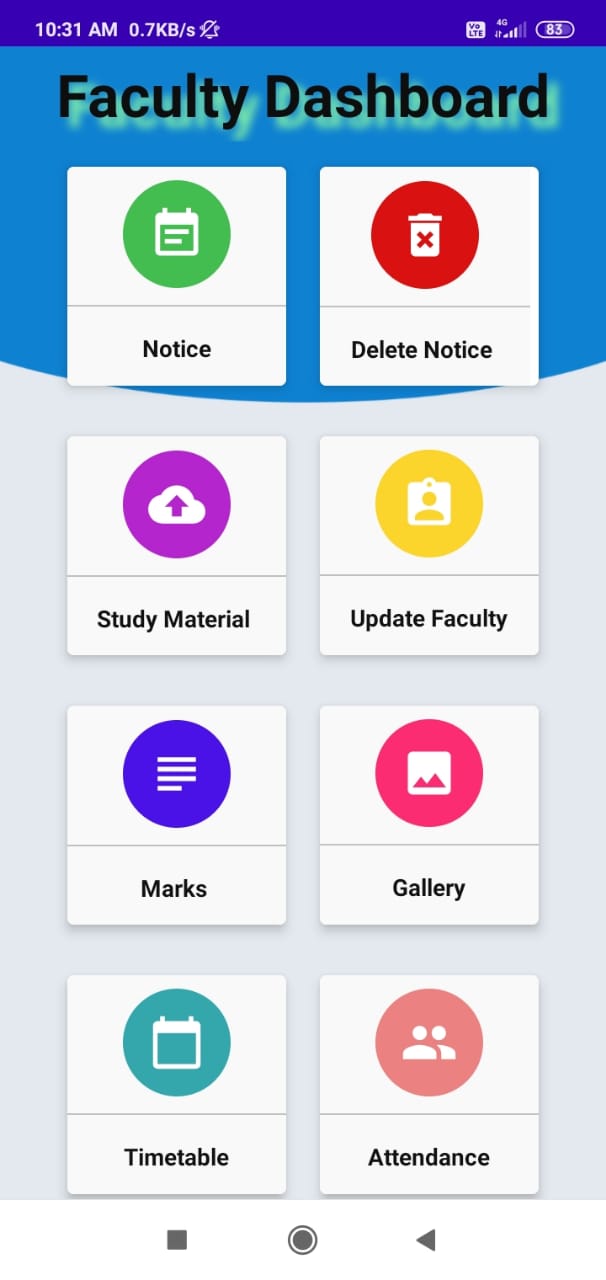 10:31 AM 0.7KB/s Vo LTE 4G 83
Faculty Dashboard
Notice Delete Notice
Study Material Update Faculty
Marks Gallery
Timetable Attendance